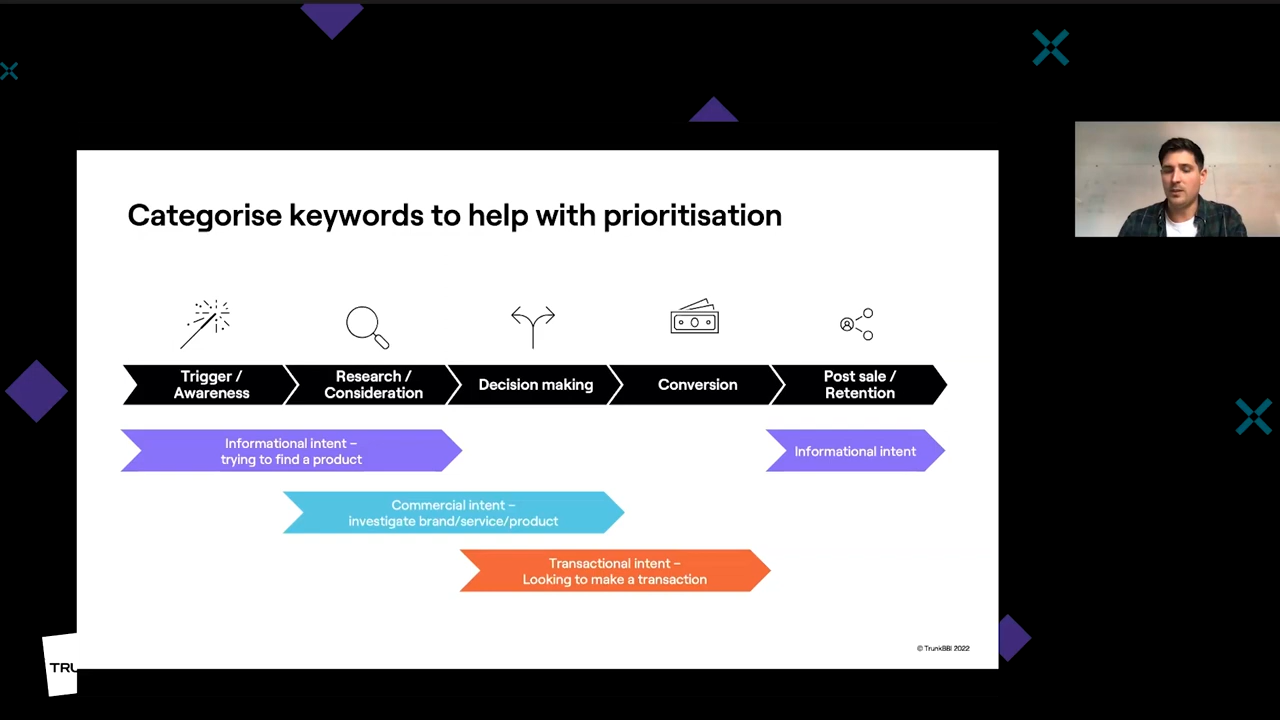 Categorise keywords to help with prioritisation
Trigger /
Awareness
Research /
Consideration
Decision making
Conversion
Post sale /
Retention
Informational intent –
trying to find a product
Informational intent
Commercial intent –
investigate brand/service/product
Transactional intent –
Looking to make a transaction
© TrunkBBI 2022
TRU